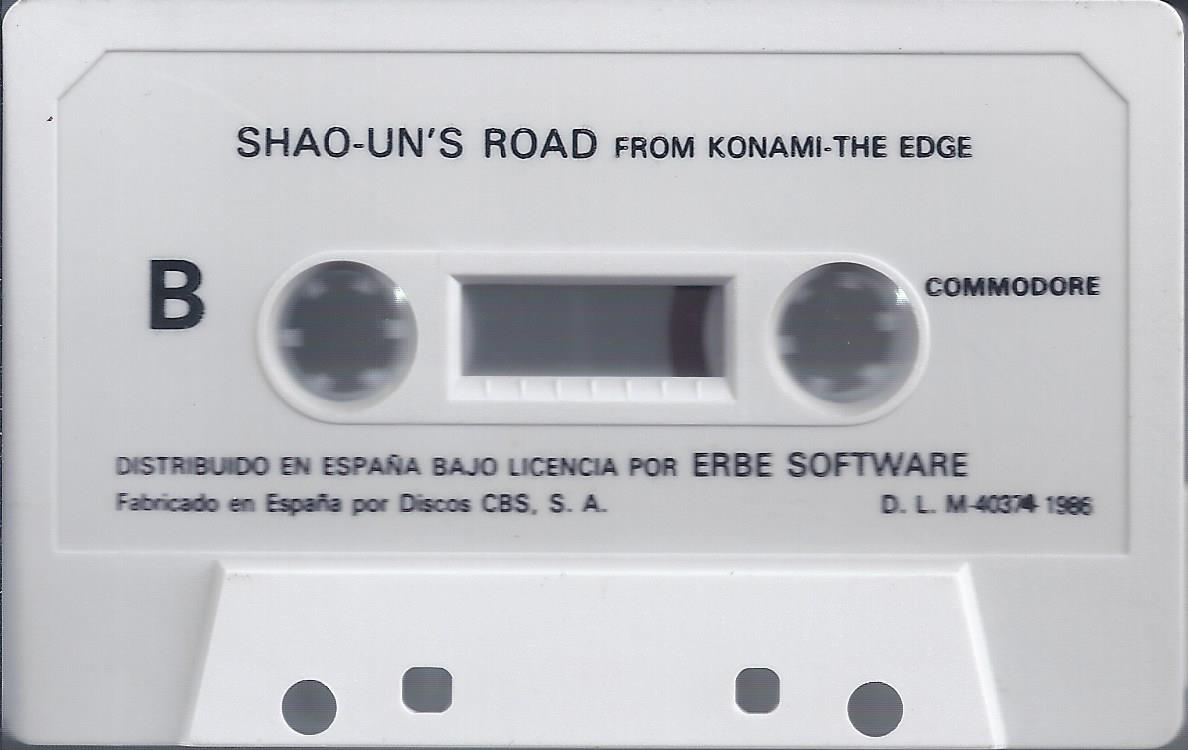 SHAO-UN'S ROAD FROM KONAMI-THE EDGE
B
COMMODORE
DISTRIBUIDO EN ESPAÑA BAJO LICENCIA POR ERBE SOFTWARE
Fabricado en España por Discos CBS, S. A.
D. L. M-40374-1986